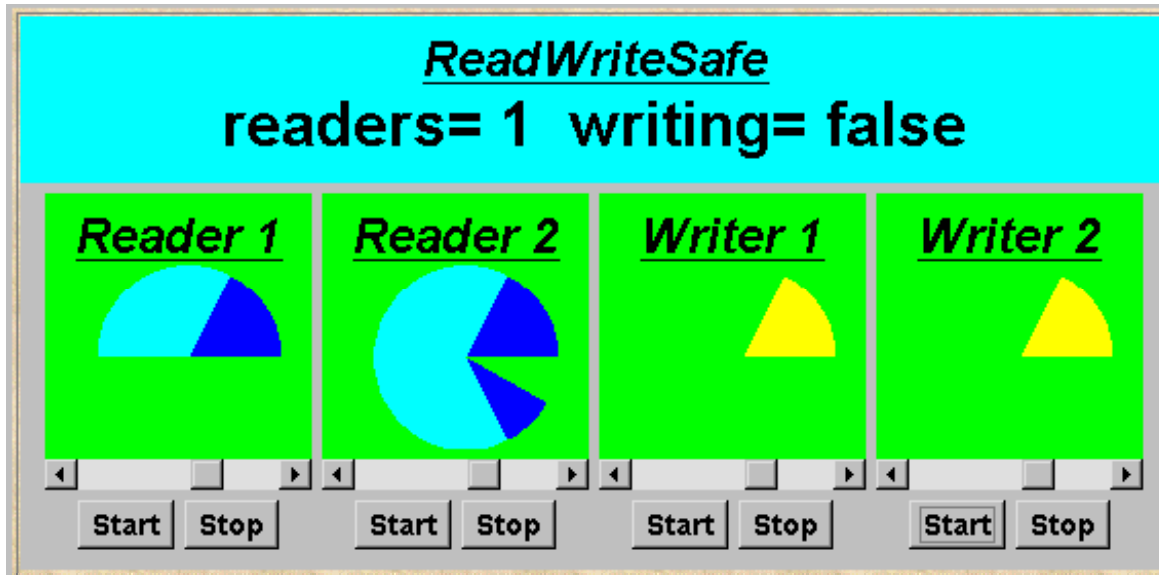 ReadWriteSafe
readers= 1 writing= false
Reader 1 Reader 2 Writer 1 Writer 2
Start Stop Start Stop Start Stop Start Stop